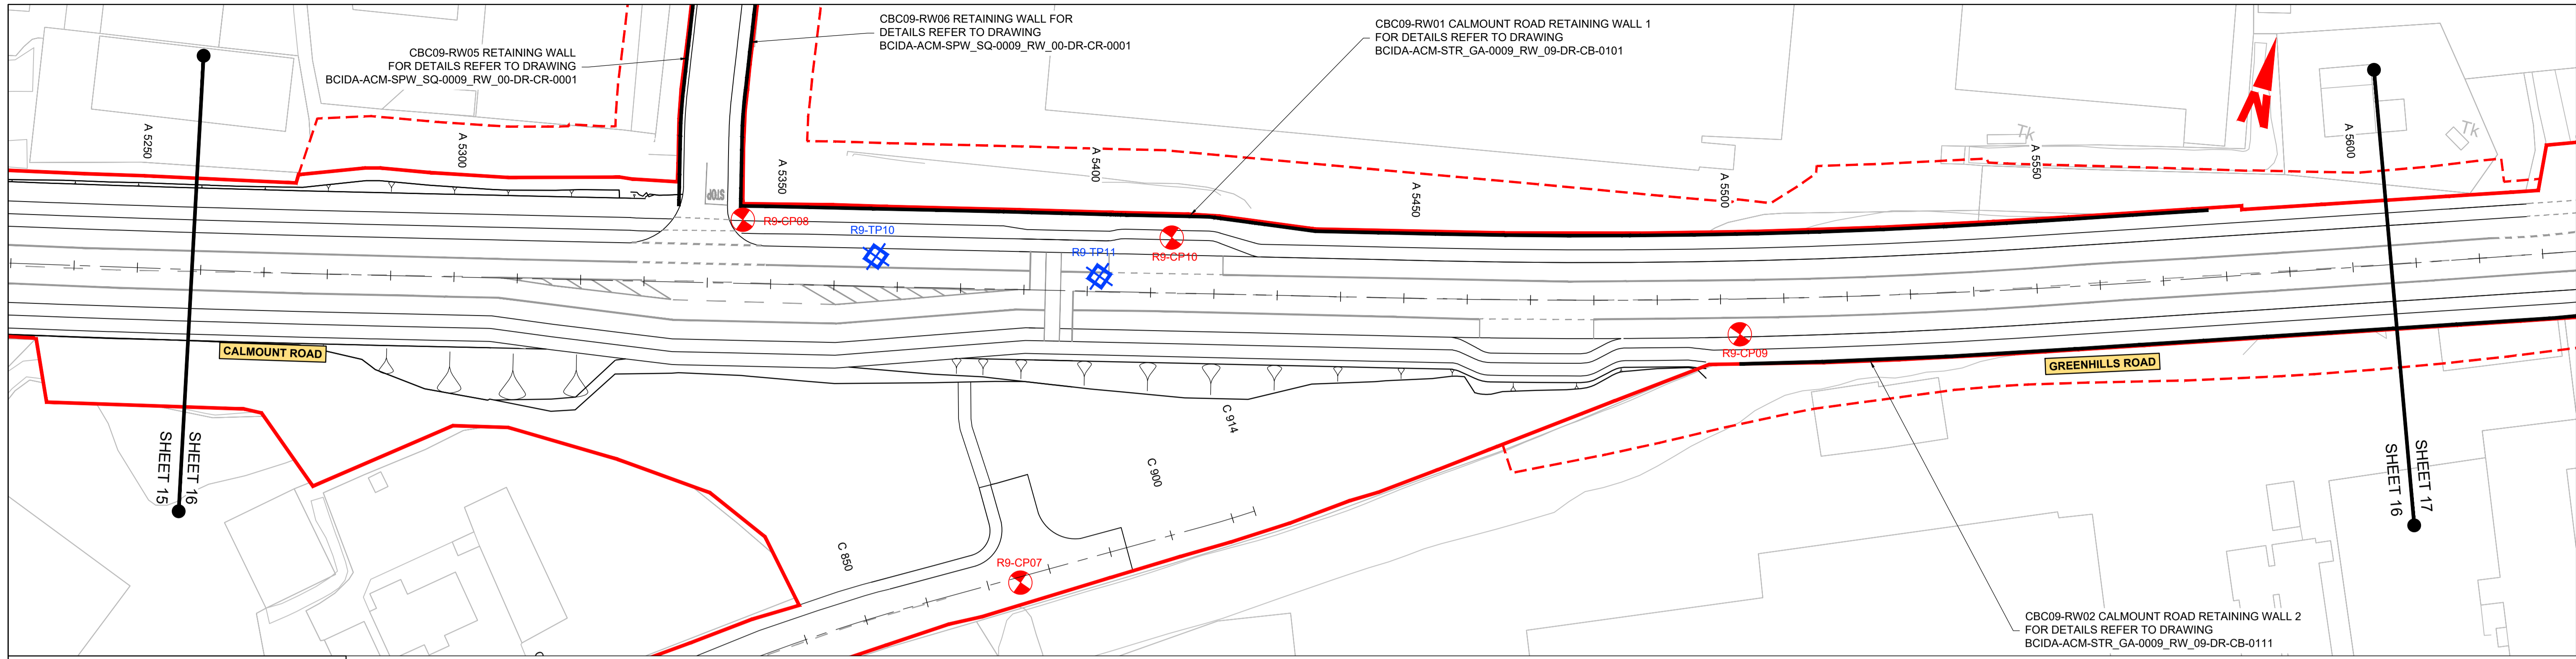 CBC09-RW05 RETAINING WALL
FOR DETAILS REFER TO DRAWING
BCIDA-ACM-SPW_SQ-0009_RW_00-DR-CR-0001
CBC09-RW06 RETAINING WALL FOR
DETAILS REFER TO DRAWING
BCIDA-ACM-SPW_SQ-0009_RW_00-DR-CR-0001
CBC09-RW01 CALMOUNT ROAD RETAINING WALL 1
FOR DETAILS REFER TO DRAWING
BCIDA-ACM-STR_GA-0009_RW_09-DR-CB-0101
N
Tk
Tk
A 5250
A 5300
A 5350
A 5400
A 5450
A 5500
A 5550
A 5600
STOP
R9-CP08
R9-TP10
R9-TP11
R9-CP10
R9-CP09
CALMOUNT ROAD
GREENHILLS ROAD
SHEET 15
SHEET 16
SHEET 16
SHEET 17
C 914
C 900
C 850
R9-CP07
CBC09-RW02 CALMOUNT ROAD RETAINING WALL 2
FOR DETAILS REFER TO DRAWING
BCIDA-ACM-STR_GA-0009_RW_09-DR-CB-0111